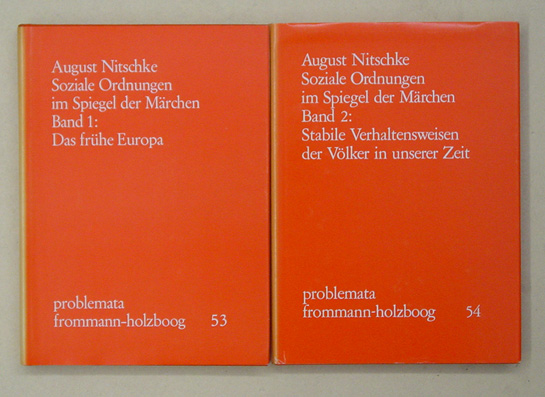 August Nitschke
Soziale Ordnungen
im Spiegel der Märchen
Band 1:
Das frühe Europa
problemata
frommann-holzboog 53
August Nitschke
Soziale Ordnungen
im Spiegel der Märchen
Band 2:
Stabile Verhaltensweisen
der Völker in unserer Zeit
problemata
frommann-holzboog 54